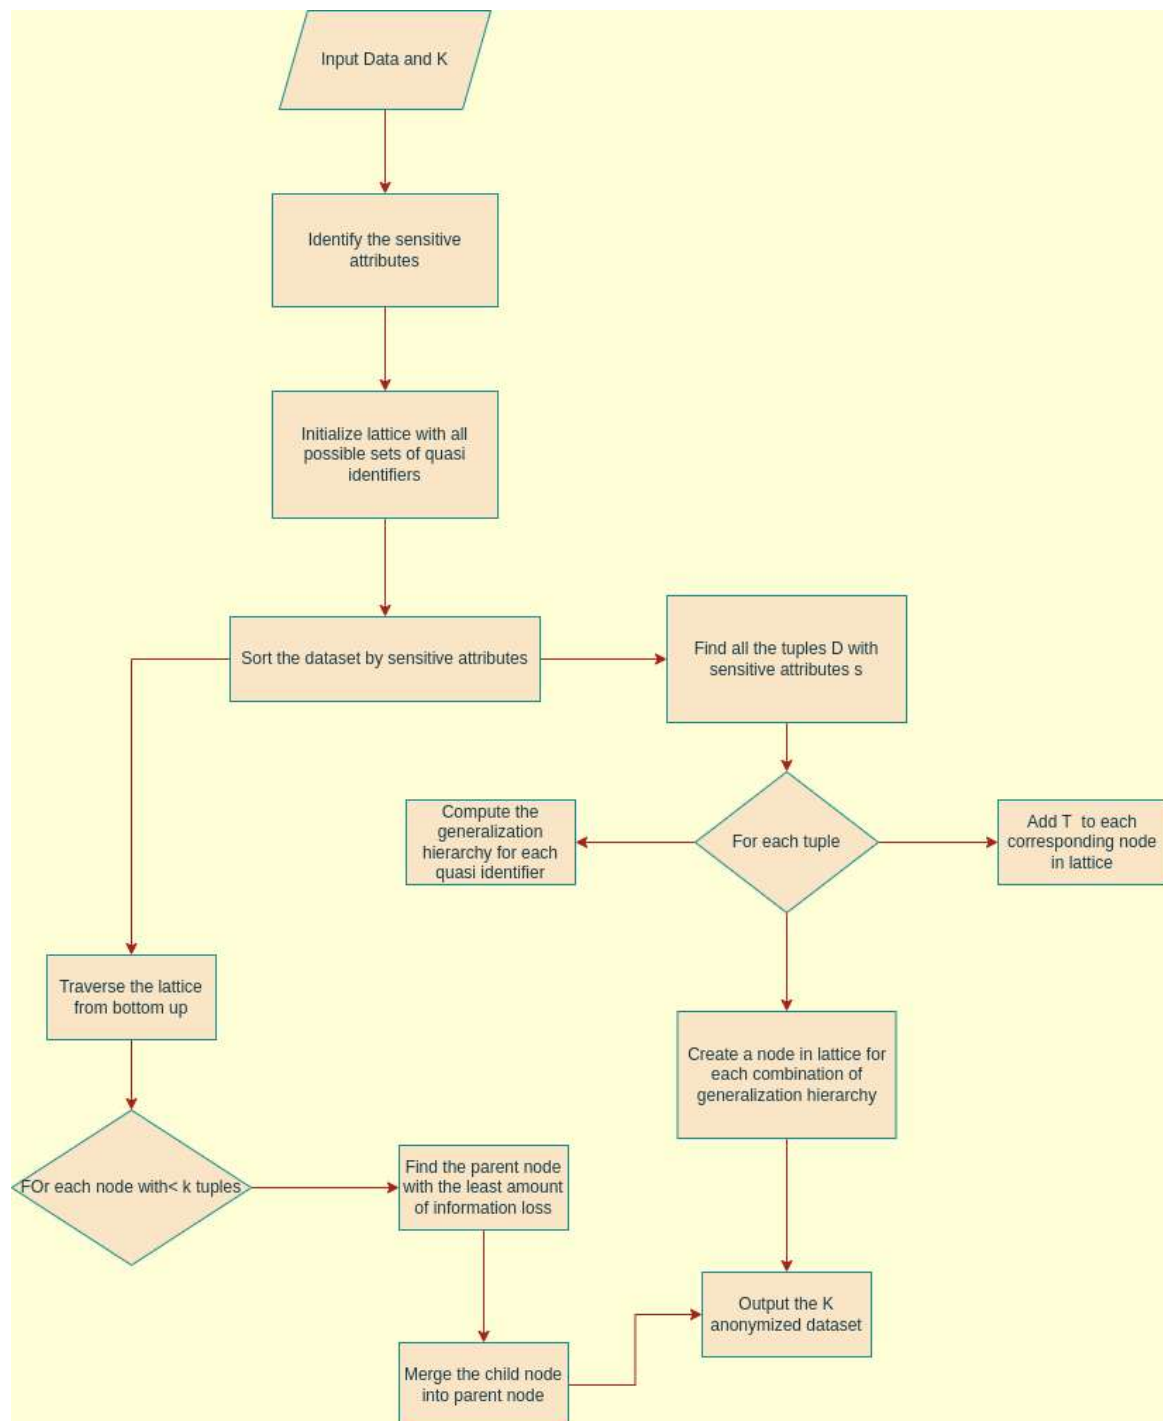 Input Data and K
Identify the sensitive
attributes
Initialize lattice with all
possible sets of quasi
identifiers
Sort the dataset by sensitive attributes
Find all the tuples D with
sensitive attributes s
Compute the
generalization
hierarchy for each
quasi identifier
For each tuple
Add T to each
corresponding node
in lattice
Traverse the lattice
from bottom up
Create a node in lattice for
each combination of
generalization hierarchy
FOr each node with< k tuples
Find the parent node
with the least amount
of information loss
Output the K
anonymized dataset
Merge the child node
into parent node